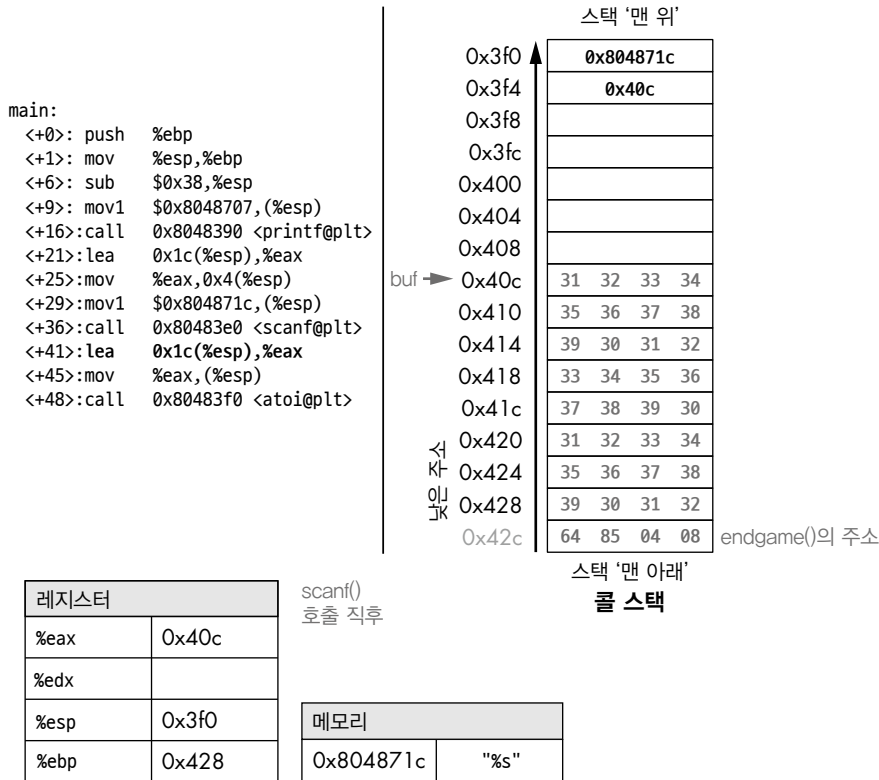 main:
<+0>: push %ebp
<+1>: mov %esp,%ebp
<+6>: sub $0x38,%esp
<+9>: mov1 $0x8048707,(%esp)
<+16>:call 0x8048390 <printf@plt>
<+21>:lea 0x1c(%esp),%eax
<+25>:mov %eax,0x4(%esp)
<+29>:mov1 $0x804871c,(%esp)
<+36>:call 0x80483e0 <scanf@plt>
<+41>:lea 0x1c(%esp),%eax
<+45>:mov %eax,(%esp)
<+48>:call 0x80483f0 <atoi@plt>
스택 ‘맨 위’
0x3f0 0x804871c
0x3f4 0x40c
0x3f8
0x3fc
0x400
0x404
0x408
buf 0x40c 31 32 33 34
0x410 35 36 37 38
0x414 39 30 31 32
0x418 33 34 35 36
0x41c 37 38 39 30
0x420 31 32 33 34
0x424 35 36 37 38
0x428 39 30 31 32
0x42c 64 85 04 08 endgame()의 주소
낮은 주소
스택 ‘맨 아래’
콜 스택
레지스터
%eax 0x40c
%edx
%esp 0x3f0
%ebp 0x428
scanf()
호출 직후
메모리
0x804871c "%s"